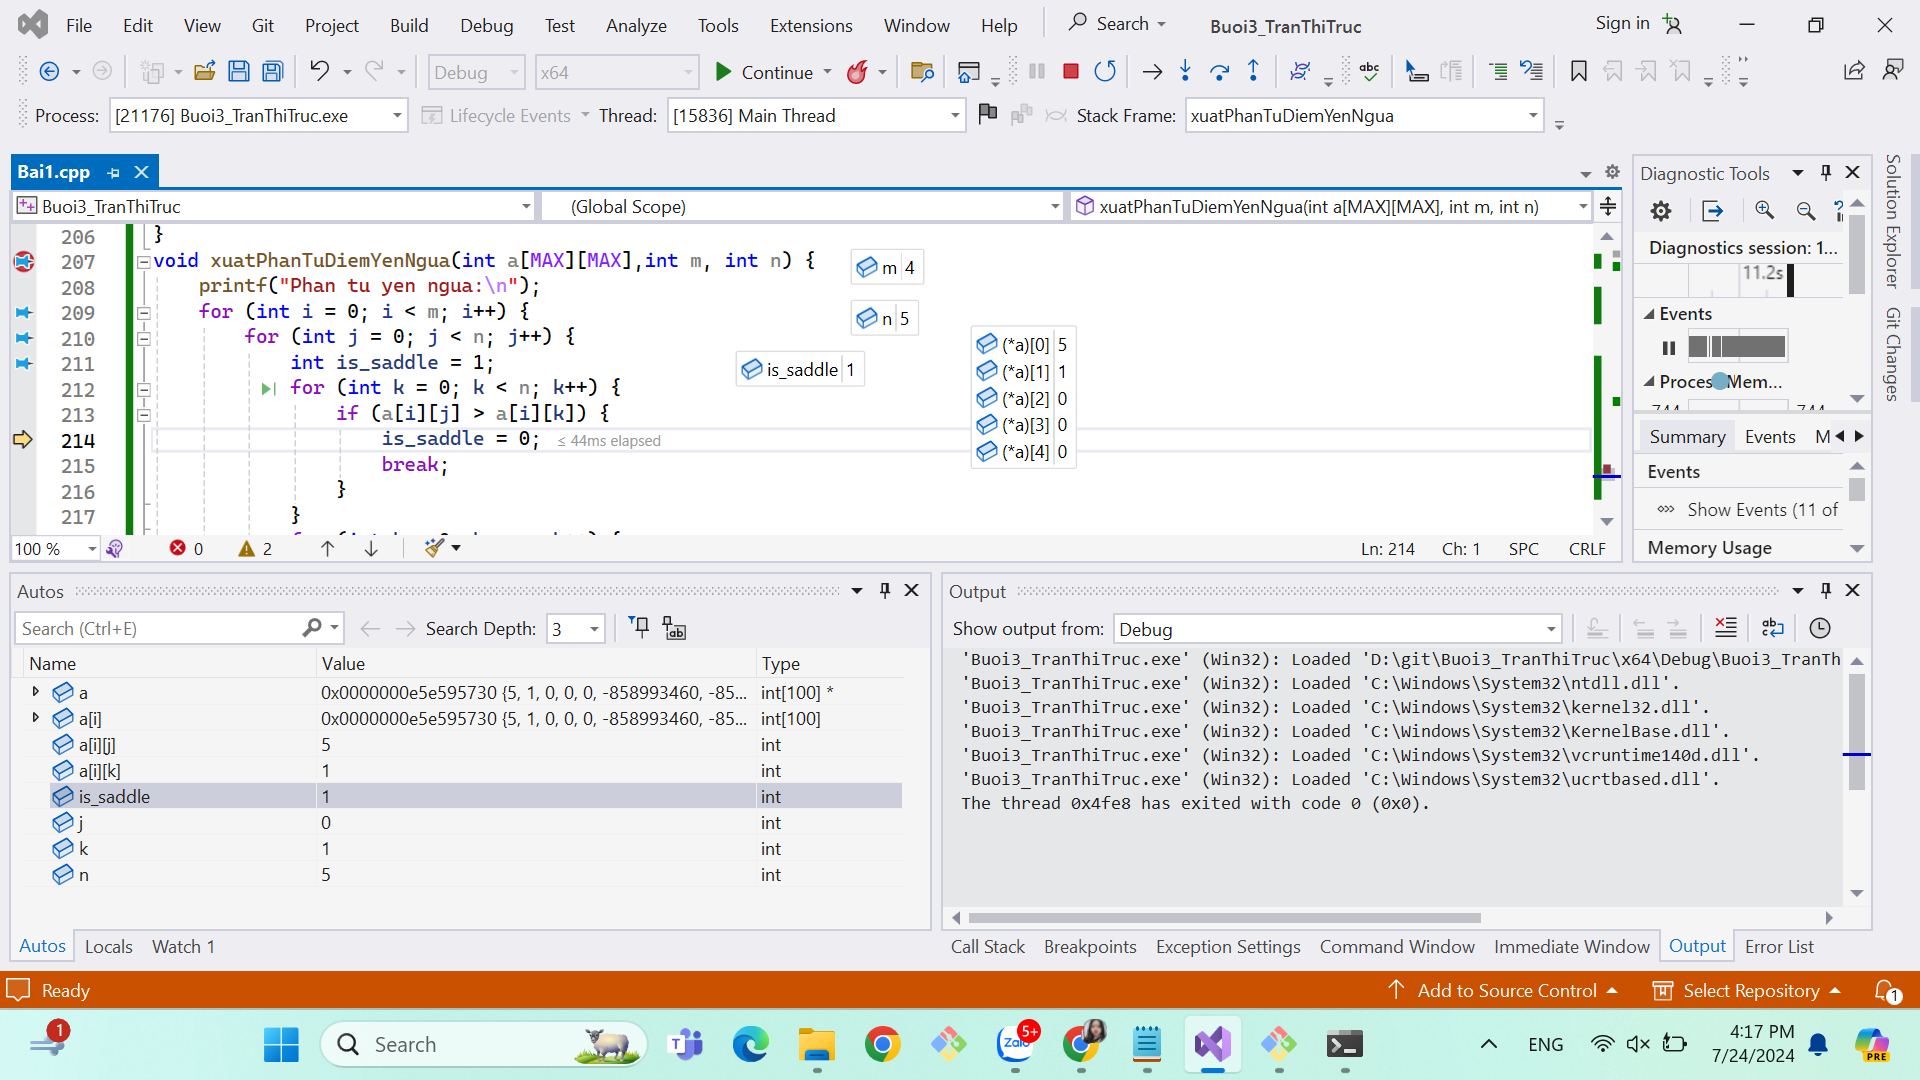 File Edit View Git Project Build Debug Test Analyze Tools Extensions Window Help Search Buoi3_TranThiTruc Sign in
Debug x64 Continue abc
Process: [21176] Buoi3_TranThiTruc.exe Lifecycle Events Thread: [15836] Main Thread Stack Frame: xuatPhanTuDiemYenNgua
Bai1.cpp
Buoi3_TranThiTruc (Global Scope) xuatPhanTuDiemYenNgua(int a[MAX][MAX], int m, int n)
206 }
207 void xuatPhanTuDiemYenNgua(int a[MAX][MAX],int m, int n) {
208 printf("Phan tu yen ngua:\n");
209 for (int i = 0; i < m; i++) {
210 for (int j = 0; j < n; j++) {
211 int is_saddle = 1;
212 for (int k = 0; k < n; k++) {
213 if (a[i][j] > a[i][k]) {
214 is_saddle = 0; ≤ 44ms elapsed
215 break;
216 }
217 }
m 4
n 5
is_saddle 1
(*a)[0] 5
(*a)[1] 1
(*a)[2] 0
(*a)[3] 0
(*a)[4] 0
100 % 0 2 Ln: 214 Ch: 1 SPC CRLF
Diagnostic Tools
Diagnostics session: 1...
11.2s
Events
Mem...
Summary Events M
Events
Show Events (11 of
Memory Usage
Solution Explorer
Git Changes
Autos
Search (Ctrl+E) Search Depth: 3
Name Value Type
a 0x0000000e5e595730 {5, 1, 0, 0, 0, -858993460, -85... int[100] *
a[i] 0x0000000e5e595730 {5, 1, 0, 0, 0, -858993460, -85... int[100]
a[i][j] 5 int
a[i][k] 1 int
is_saddle 1 int
j 0 int
k 1 int
n 5 int
Autos Locals Watch 1
Output
Show output from: Debug
'Buoi3_TranThiTruc.exe' (Win32): Loaded 'D:\git\Buoi3_TranThiTruc\x64\Debug\Buoi3_TranTh
'Buoi3_TranThiTruc.exe' (Win32): Loaded 'C:\Windows\System32\ntdll.dll'.
'Buoi3_TranThiTruc.exe' (Win32): Loaded 'C:\Windows\System32\kernel32.dll'.
'Buoi3_TranThiTruc.exe' (Win32): Loaded 'C:\Windows\System32\KernelBase.dll'.
'Buoi3_TranThiTruc.exe' (Win32): Loaded 'C:\Windows\System32\vcruntime140d.dll'.
'Buoi3_TranThiTruc.exe' (Win32): Loaded 'C:\Windows\System32\ucrtbased.dll'.
The thread 0x4fe8 has exited with code 0 (0x0).
Call Stack Breakpoints Exception Settings Command Window Immediate Window Output Error List
Ready Add to Source Control Select Repository 1
1 Search Zalo 5+ ENG 4:17 PM
7/24/2024
PRE